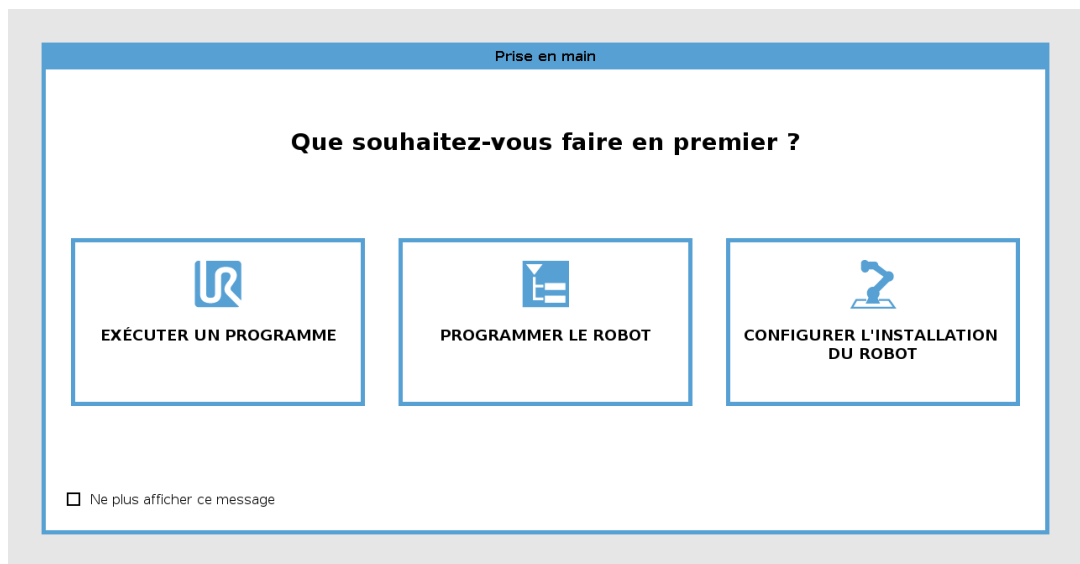 Prise en main
Que souhaitez-vous faire en premier ?
UR
EXÉCUTER UN PROGRAMME
PROGRAMMER LE ROBOT
CONFIGURER L'INSTALLATION
DU ROBOT
Ne plus afficher ce message